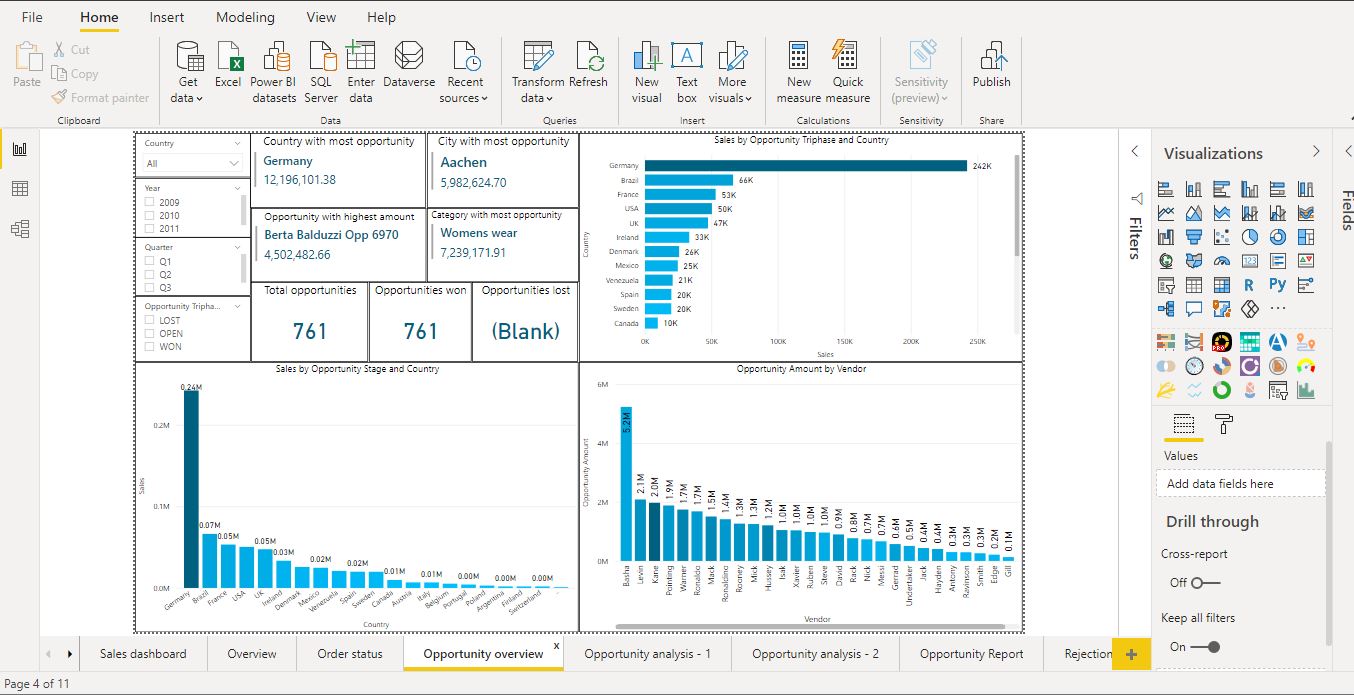 File Home Insert Modeling View Help
Paste
Cut
Copy
Format painter
Clipboard
Get data
Excel
Power BI datasets
SQL Server
Enter data
Dataverse
Recent sources
Data
Transform data
Refresh
Queries
New visual
Text box
More visuals
Insert
New measure
Quick measure
Calculations
Sensitivity (preview)
Sensitivity
Publish
Share
Country
All
Year
2009
2010
2011
Quarter
Q1
Q2
Q3
Opportunity Tripha...
LOST
OPEN
WON
Country with most opportunity
Germany
12,196,101.38
City with most opportunity
Aachen
5,982,624.70
Opportunity with highest amount
Berta Balduzzi Opp 6970
4,502,482.66
Category with most opportunity
Womens wear
7,239,171.91
Total opportunities
761
Opportunities won
761
Opportunities lost
(Blank)
Sales by Opportunity Triphase and Country
Country
Germany 242K
Brazil 66K
France 53K
USA 50K
UK 47K
Ireland 33K
Denmark 26K
Mexico 25K
Venezuela 21K
Spain 20K
Sweden 20K
Canada 10K
0K 50K 100K 150K 200K 250K
Sales
Sales by Opportunity Stage and Country
Sales
0.2M
0.1M
0.0M
0.24M 0.07M 0.05M 0.05M 0.03M 0.02M 0.02M 0.01M 0.01M 0.00M 0.00M 0.00M
Germany Brazil France USA UK Ireland Denmark Mexico Venezuela Spain Sweden Canada Austria Italy Belgium Portugal Poland Argentina Finland Switzerland
Country
Opportunity Amount by Vendor
Opportunity Amount
6M
4M
2M
0M
5.2M 2.1M 2.0M 1.9M 1.7M 1.7M 1.5M 1.4M 1.3M 1.3M 1.2M 1.0M 1.0M 1.0M 1.0M 0.9M 0.8M 0.7M 0.7M 0.6M 0.5M 0.4M 0.4M 0.3M 0.3M 0.3M 0.2M 0.1M
Basha Levin Kane Pointing Warner Ronaldo Mack Ronaldino Rooney Mick Hussey Isak Xavier Ruben Steve David Rack Nick Messi Gerrad Undertaker Jack Hayden Antony Ravinson Smith Edge Gill
Vendor
Filters
Visualizations
Fields
123
R
Py
PRO
Values
Add data fields here
Drill through
Cross-report
Off
Keep all filters
On
Sales dashboard
Overview
Order status
Opportunity overview x
Opportunity analysis - 1
Opportunity analysis - 2
Opportunity Report
Rejection
+
Page 4 of 11